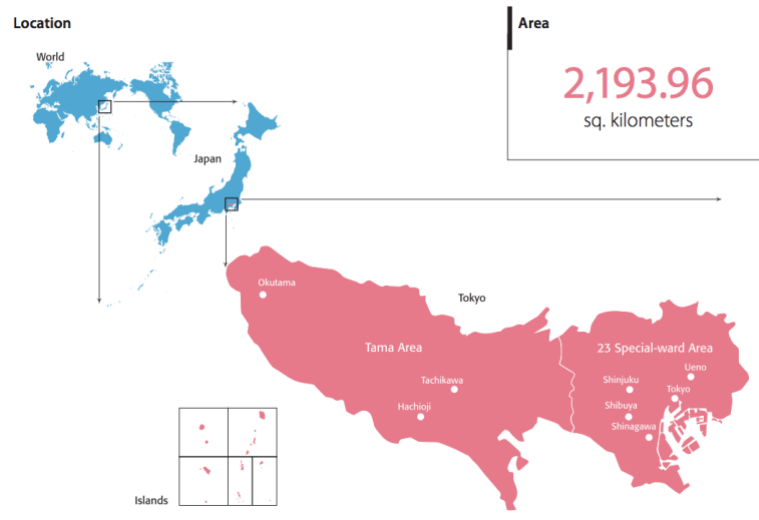 Location
World
Japan
Area
2,193.96
sq. kilometers
Tokyo
Okutama
Tama Area
Tachikawa
Hachioji
23 Special-ward Area
Ueno
Shinjuku
Tokyo
Shibuya
Shinagawa
Islands